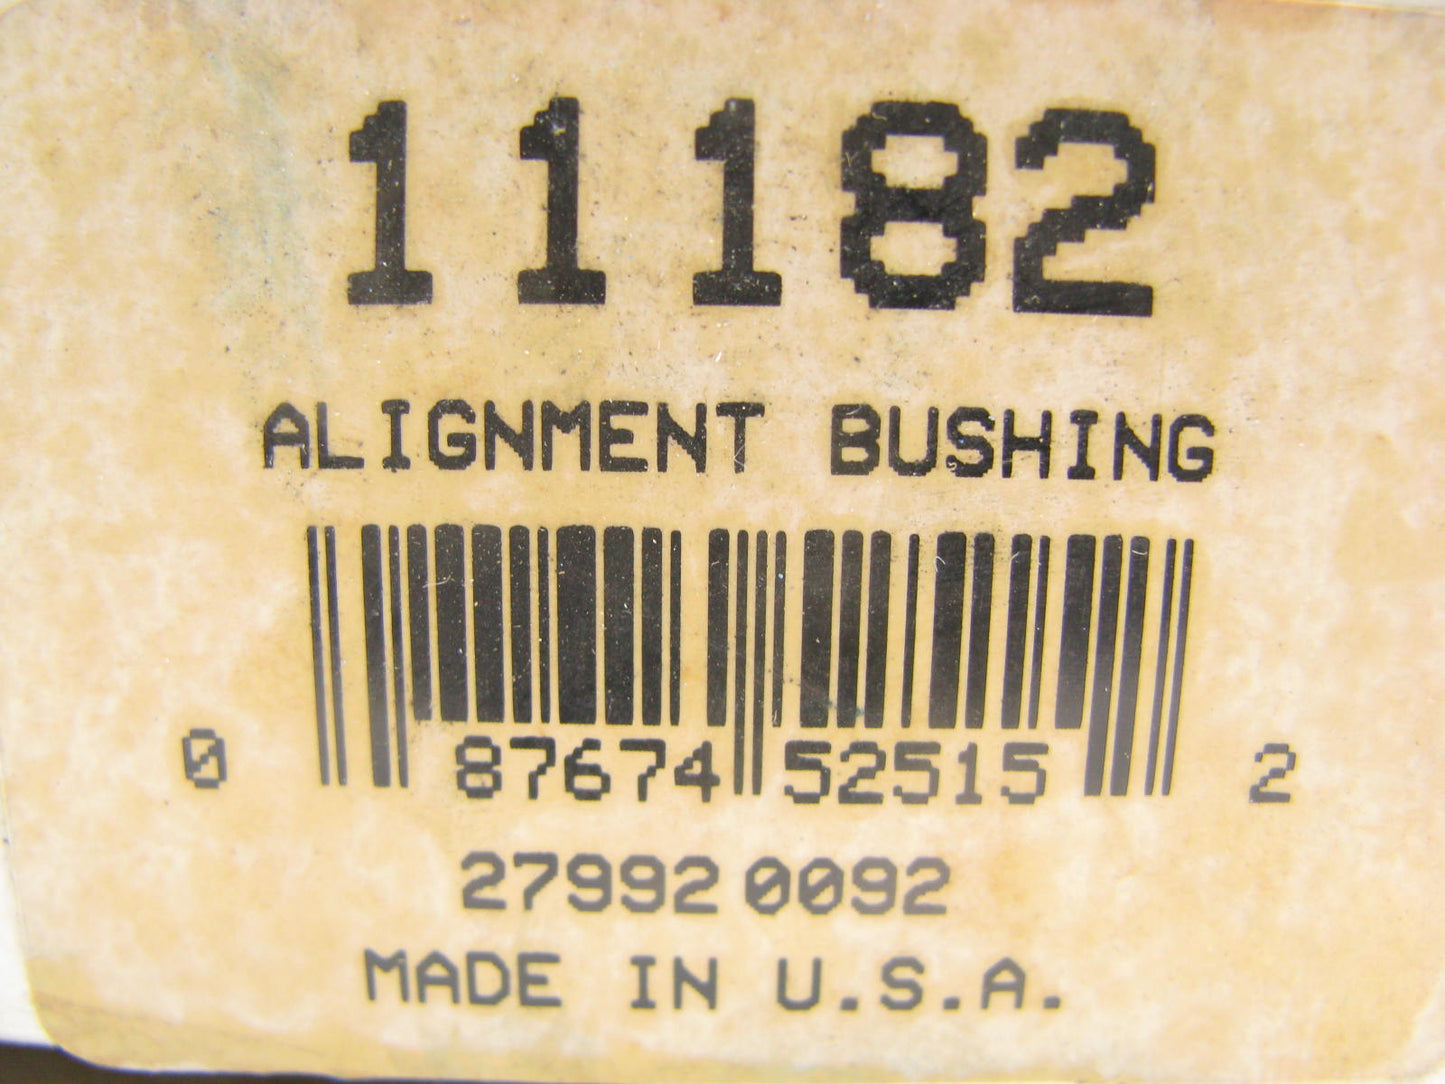 11182
ALIGNMENT BUSHING
0 87674 52515 2
27992 0092
MADE IN U.S.A.